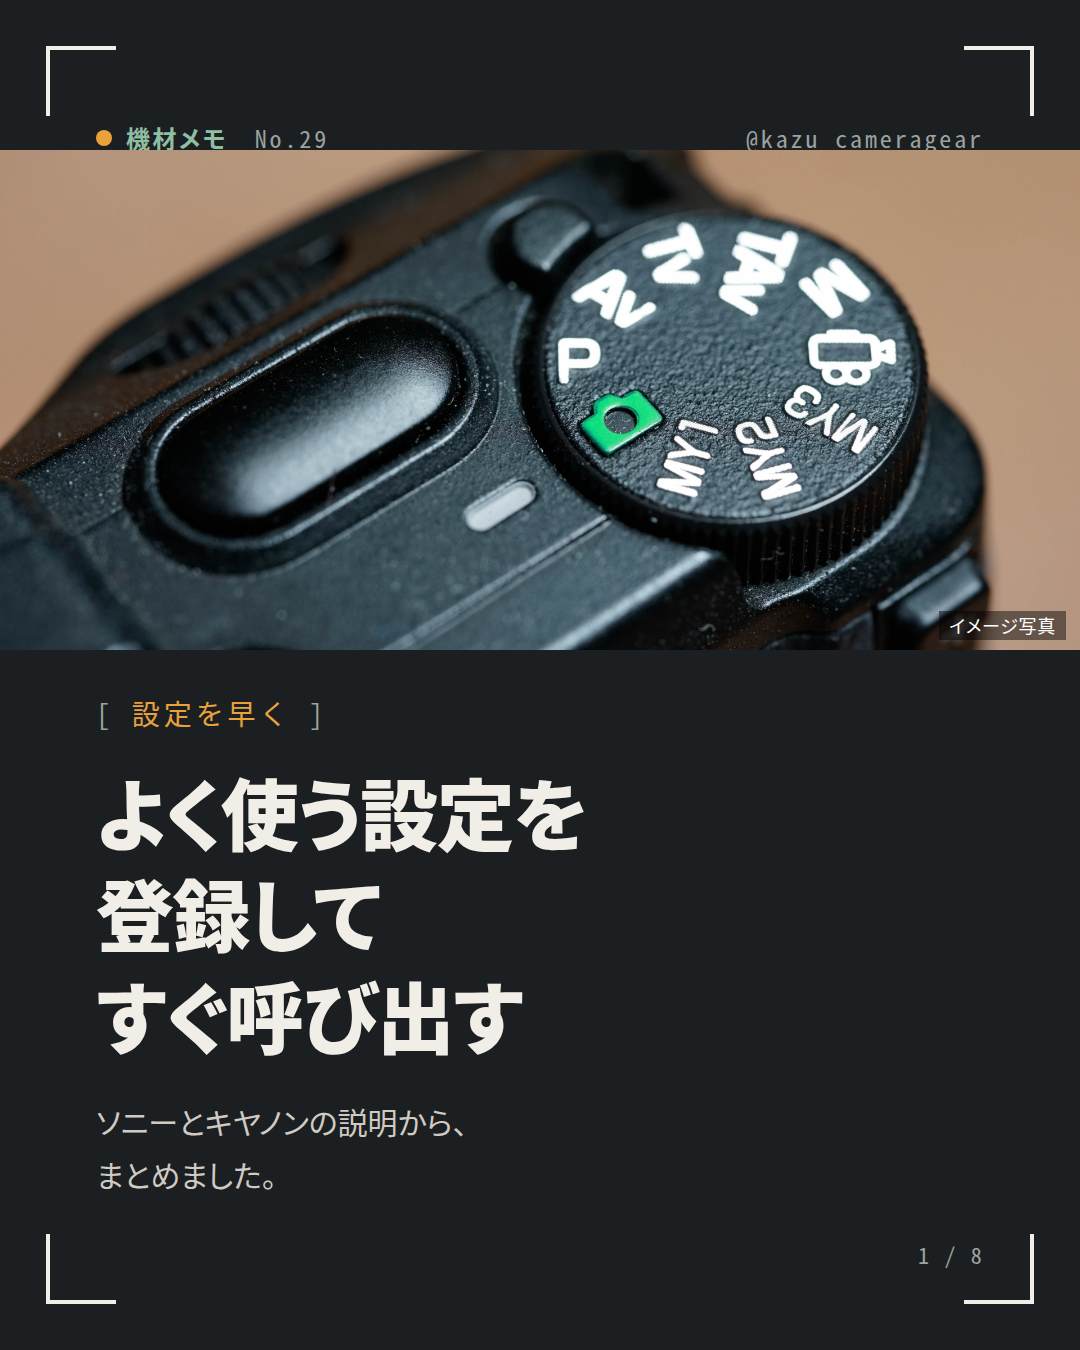 機材メモ No.29
@kazu cameragear
Av
Tv
TAv
M
P
MY1
MY2
MY3
イメージ写真
[ 設定を早く ]
よく使う設定を
登録して
すぐ呼び出す
ソニーとキヤノンの説明から、
まとめました。
1 / 8